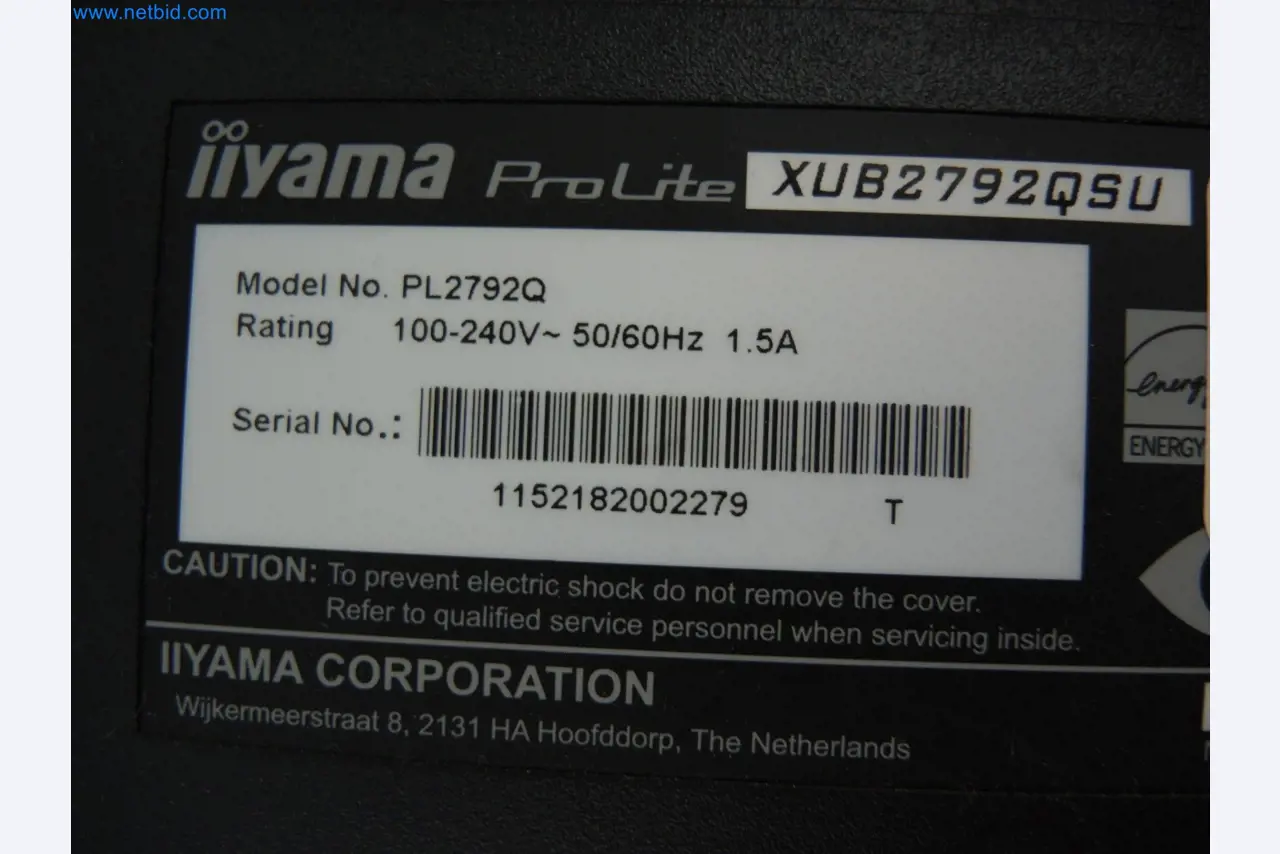 www.netbid.com
iiyama ProLite XUB2792QSU
Model No. PL2792Q
Rating 100-240V~ 50/60Hz 1.5A
Serial No.:
1152182002279 T
energy
ENERGY
CAUTION: To prevent electric shock do not remove the cover.
Refer to qualified service personnel when servicing inside.
IIYAMA CORPORATION
Wijkermeerstraat 8, 2131 HA Hoofddorp, The Netherlands